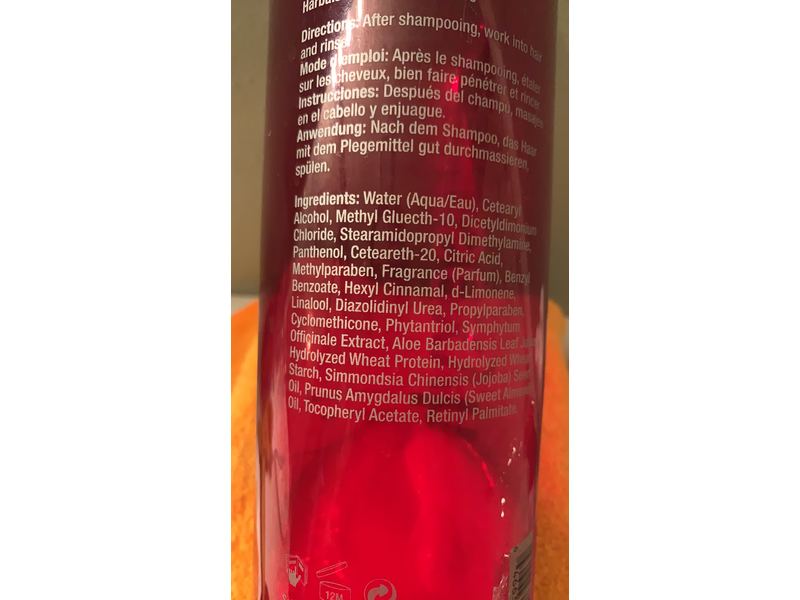 Directions: After shampooing, work into hair
and rinse.
Mode d'emploi: Après le shampooing, étaler
sur les cheveux, bien faire pénétrer et rincer.
Instrucciones: Después del champú, masajee
en el cabello y enjuague.
Anwendung: Nach dem Shampoo, das Haar
mit dem Plegemittel gut durchmassieren,
spülen.
Ingredients: Water (Aqua/Eau), Cetearyl
Alcohol, Methyl Gluecth-10, Dicetyldimonium
Chloride, Stearamidopropyl Dimethylamine,
Panthenol, Ceteareth-20, Citric Acid,
Methylparaben, Fragrance (Parfum), Benzyl
Benzoate, Hexyl Cinnamal, d-Limonene,
Linalool, Diazolidinyl Urea, Propylparaben,
Cyclomethicone, Phytantriol, Symphytum
Officinale Extract, Aloe Barbadensis Leaf
Hydrolyzed Wheat Protein, Hydrolyzed Wheat
Starch, Simmondsia Chinensis (Jojoba) Seed
Oil, Prunus Amygdalus Dulcis (Sweet Almond)
Oil, Tocopheryl Acetate, Retinyl Palmitate.
12M